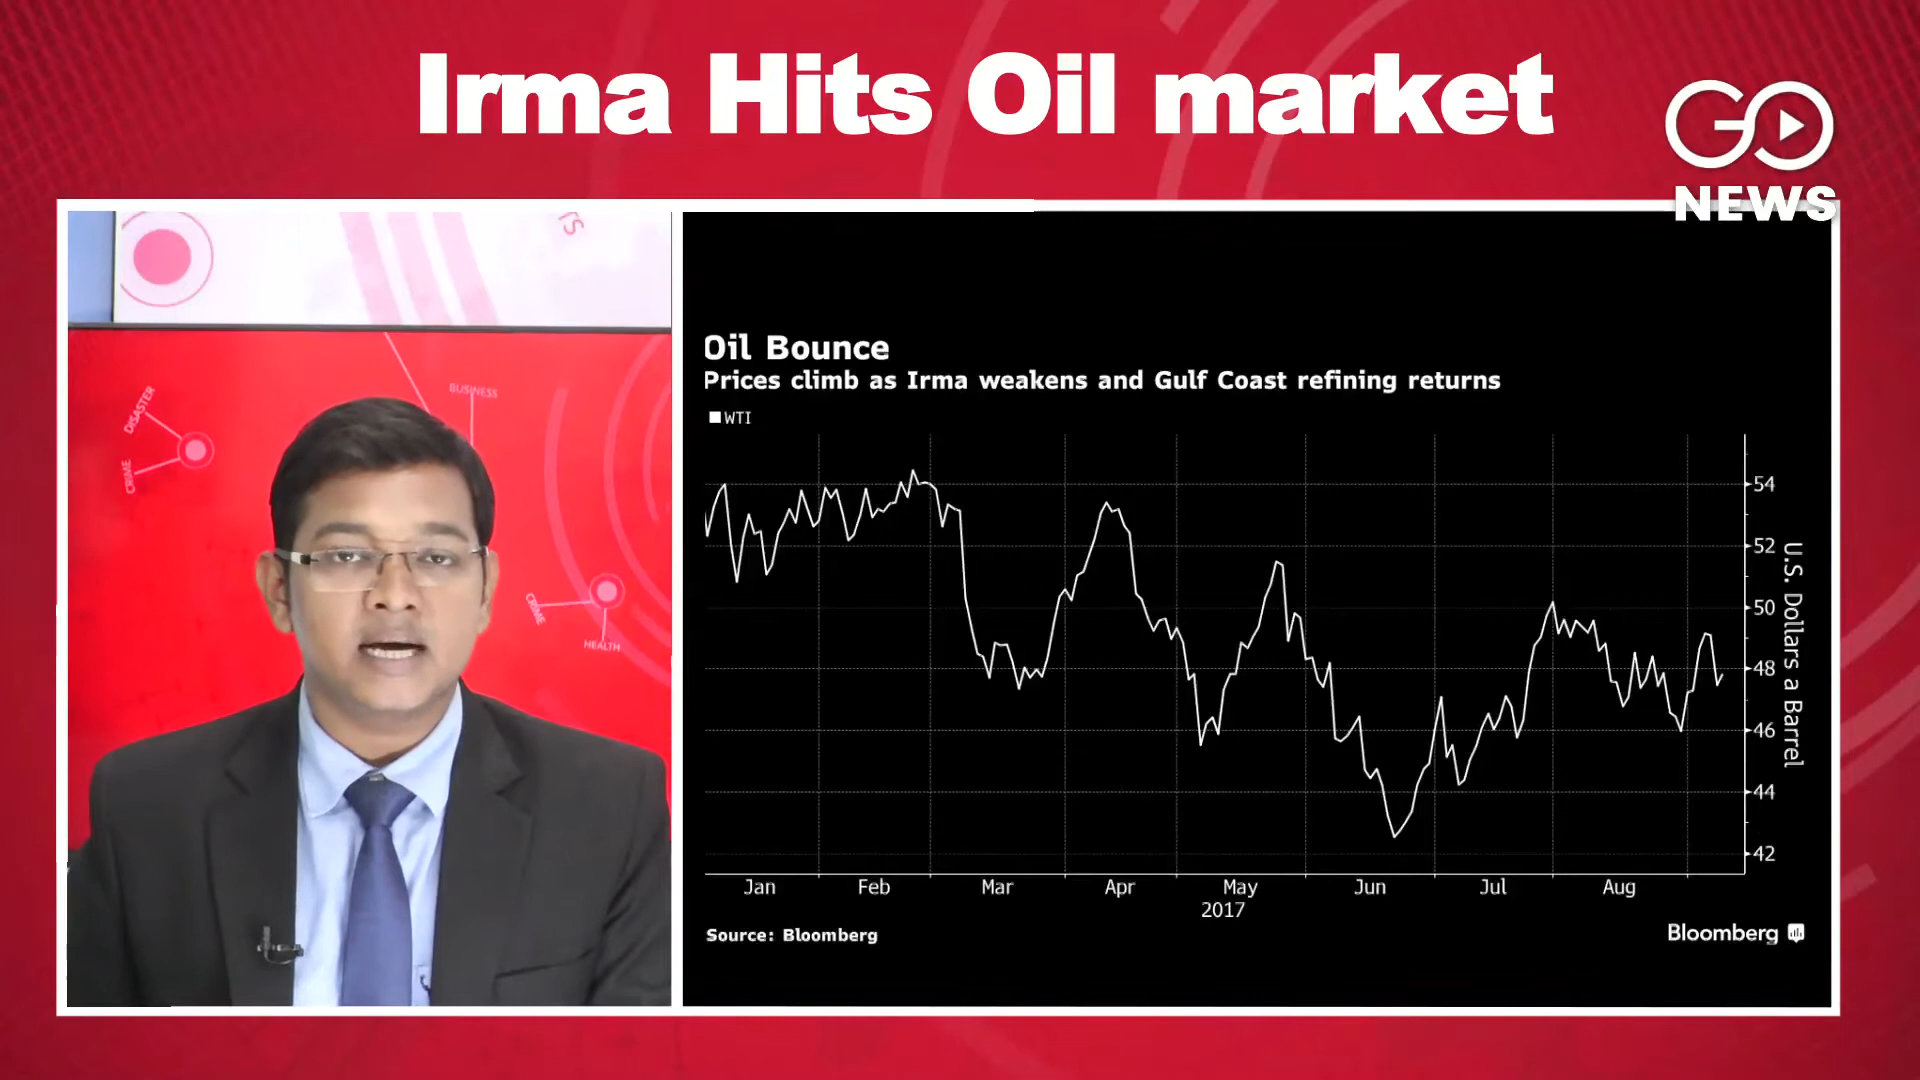 Irma Hits Oil market
GO
NEWS
TS
DISASTER
CRIME
BUSINESS
CRIME
HEALTH
Oil Bounce
Prices climb as Irma weakens and Gulf Coast refining returns
WTI
54
52
50
48
46
44
42
U.S. Dollars a Barrel
Jan Feb Mar Apr May Jun Jul Aug
2017
Source: Bloomberg
Bloomberg